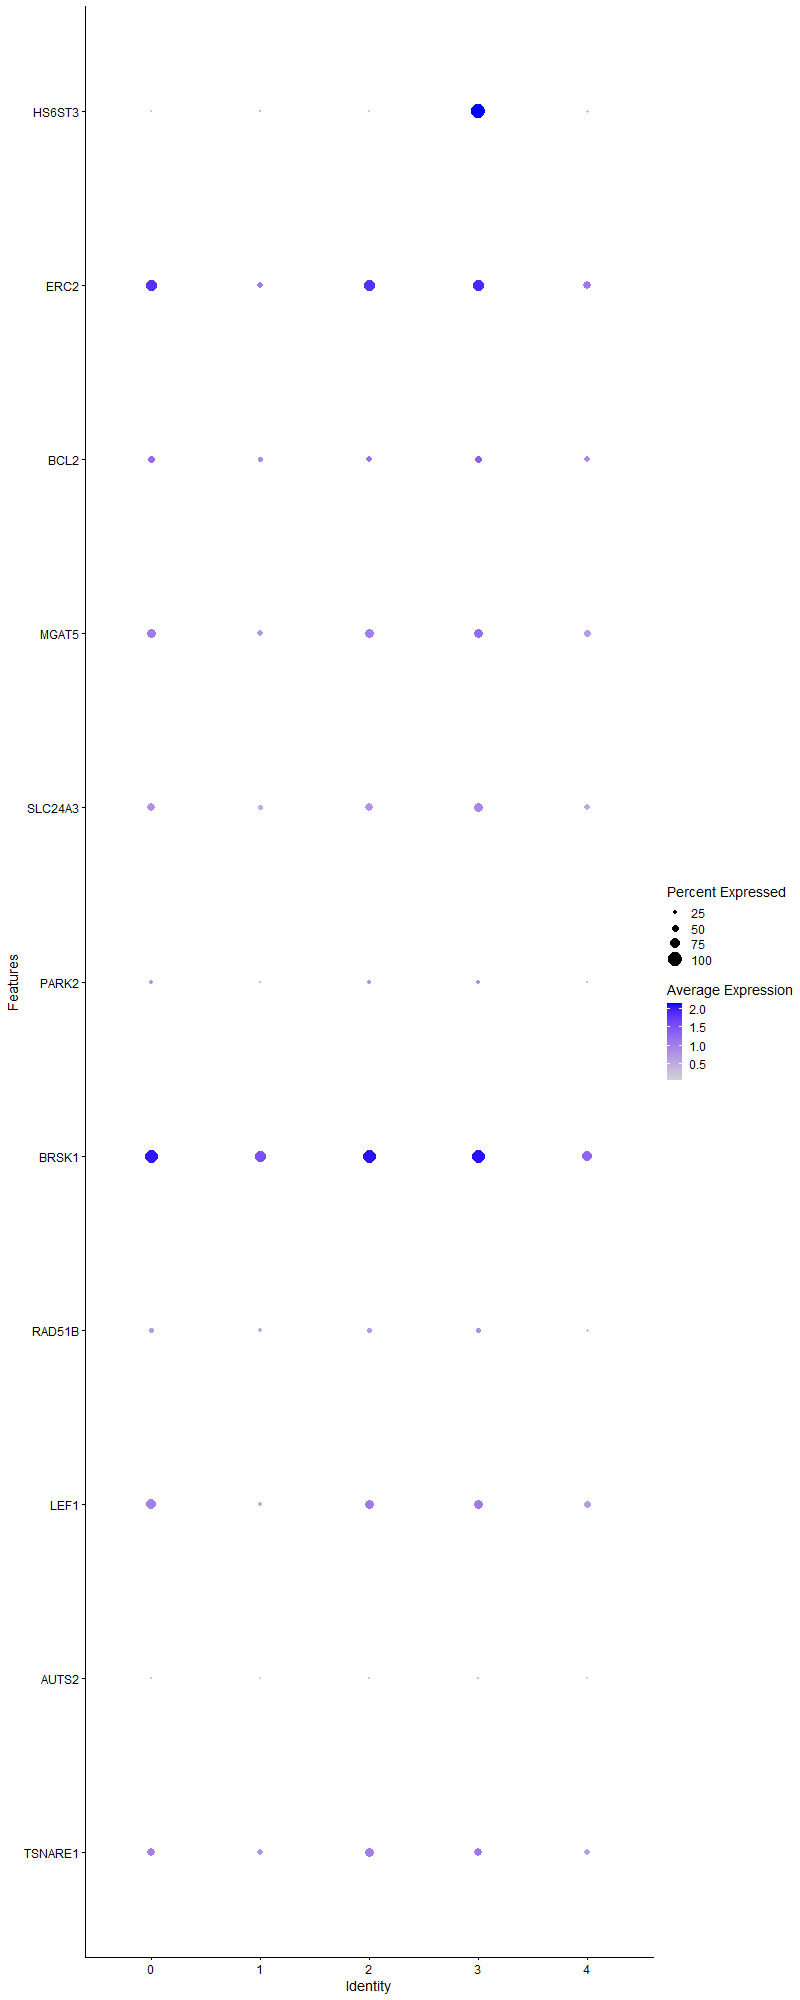 HS6ST3
ERC2
BCL2
MGAT5
SLC24A3
PARK2
BRSK1
RAD51B
LEF1
AUTS2
TSNARE1
Features
0 1 2 3 4
Identity
Percent Expressed
25
50
75
100
Average Expression
2.0
1.5
1.0
0.5